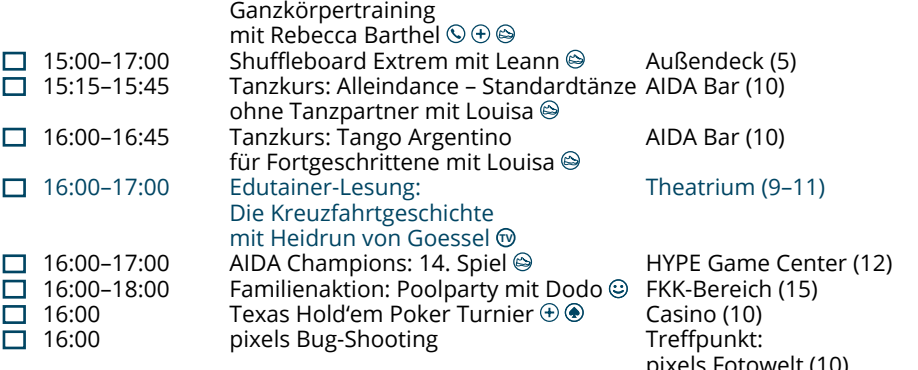 Ganzkörpertraining
mit Rebecca Barthel
15:00–17:00 Shuffleboard Extrem mit Leann Außendeck (5)
15:15–15:45 Tanzkurs: Alleindance – Standardtänze AIDA Bar (10)
ohne Tanzpartner mit Louisa
16:00–16:45 Tanzkurs: Tango Argentino AIDA Bar (10)
für Fortgeschrittene mit Louisa
16:00–17:00 Edutainer-Lesung: Theatrium (9–11)
Die Kreuzfahrtgeschichte
mit Heidrun von Goessel TV
16:00–17:00 AIDA Champions: 14. Spiel HYPE Game Center (12)
16:00–18:00 Familienaktion: Poolparty mit Dodo FKK-Bereich (15)
16:00 Texas Hold‘em Poker Turnier Casino (10)
16:00 pixels Bug-Shooting Treffpunkt:
pixels Fotowelt (10)